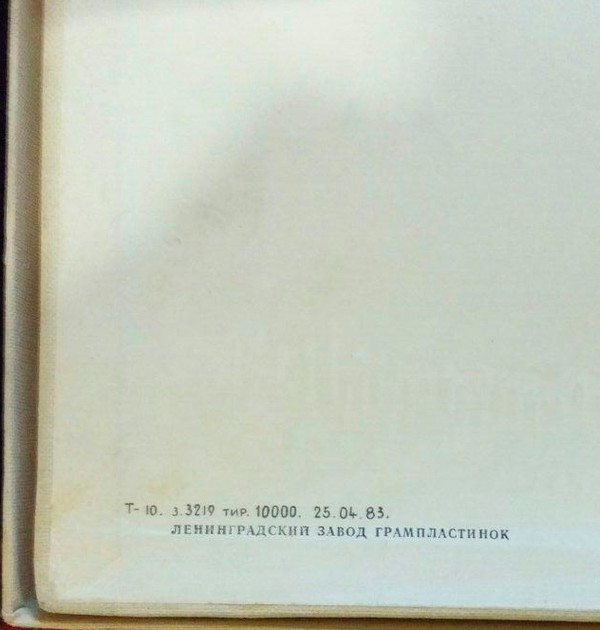 Т-10. з.3219 тир. 10000. 25.04.83.
ЛЕНИНГРАДСКИЙ ЗАВОД ГРАМПЛАСТИНОК